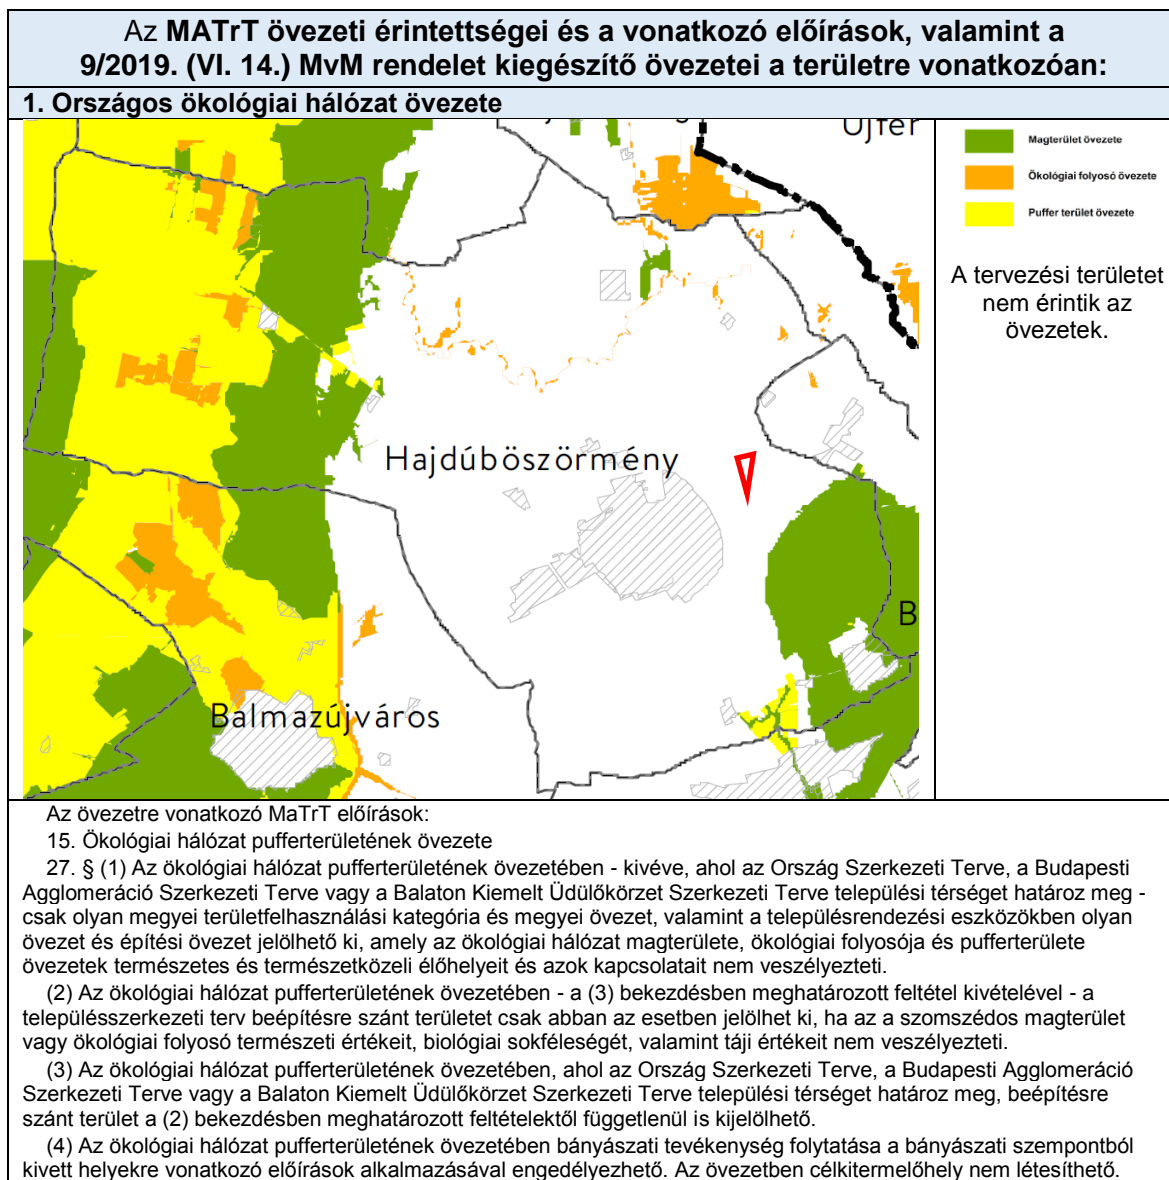 Az MATrT övezeti érintettségei és a vonatkozó előírások, valamint a
9/2019. (VI. 14.) MvM rendelet kiegészítő övezetei a területre vonatkozóan:
1. Országos ökológiai hálózat övezete
Újfer
Magterület övezete
Ökológiai folyosó övezete
Puffer terület övezete
A tervezési területet
nem érintik az
övezetek.
Hajdúböszörmény
B
Balmazújváros
Az övezetre vonatkozó MaTrT előírások:
15. Ökológiai hálózat pufferterületének övezete
27. § (1) Az ökológiai hálózat pufferterületének övezetében - kivéve, ahol az Ország Szerkezeti Terve, a Budapesti
Agglomeráció Szerkezeti Terve vagy a Balaton Kiemelt Üdülőkörzet Szerkezeti Terve települési térséget határoz meg -
csak olyan megyei területfelhasználási kategória és megyei övezet, valamint a településrendezési eszközökben olyan
övezet és építési övezet jelölhető ki, amely az ökológiai hálózat magterülete, ökológiai folyosója és pufferterülete
övezetek természetes és természetközeli élőhelyeit és azok kapcsolatait nem veszélyezteti.
(2) Az ökológiai hálózat pufferterületének övezetében - a (3) bekezdésben meghatározott feltétel kivételével - a
településszerkezeti terv beépítésre szánt területet csak abban az esetben jelölhet ki, ha az a szomszédos magterület
vagy ökológiai folyosó természeti értékeit, biológiai sokféleségét, valamint táji értékeit nem veszélyezteti.
(3) Az ökológiai hálózat pufferterületének övezetében, ahol az Ország Szerkezeti Terve, a Budapesti Agglomeráció
Szerkezeti Terve vagy a Balaton Kiemelt Üdülőkörzet Szerkezeti Terve települési térséget határoz meg, beépítésre
szánt terület a (2) bekezdésben meghatározott feltételektől függetlenül is kijelölhető.
(4) Az ökológiai hálózat pufferterületének övezetében bányászati tevékenység folytatása a bányászati szempontból
kivett helyekre vonatkozó előírások alkalmazásával engedélyezhető. Az övezetben célkitermelőhely nem létesíthető.